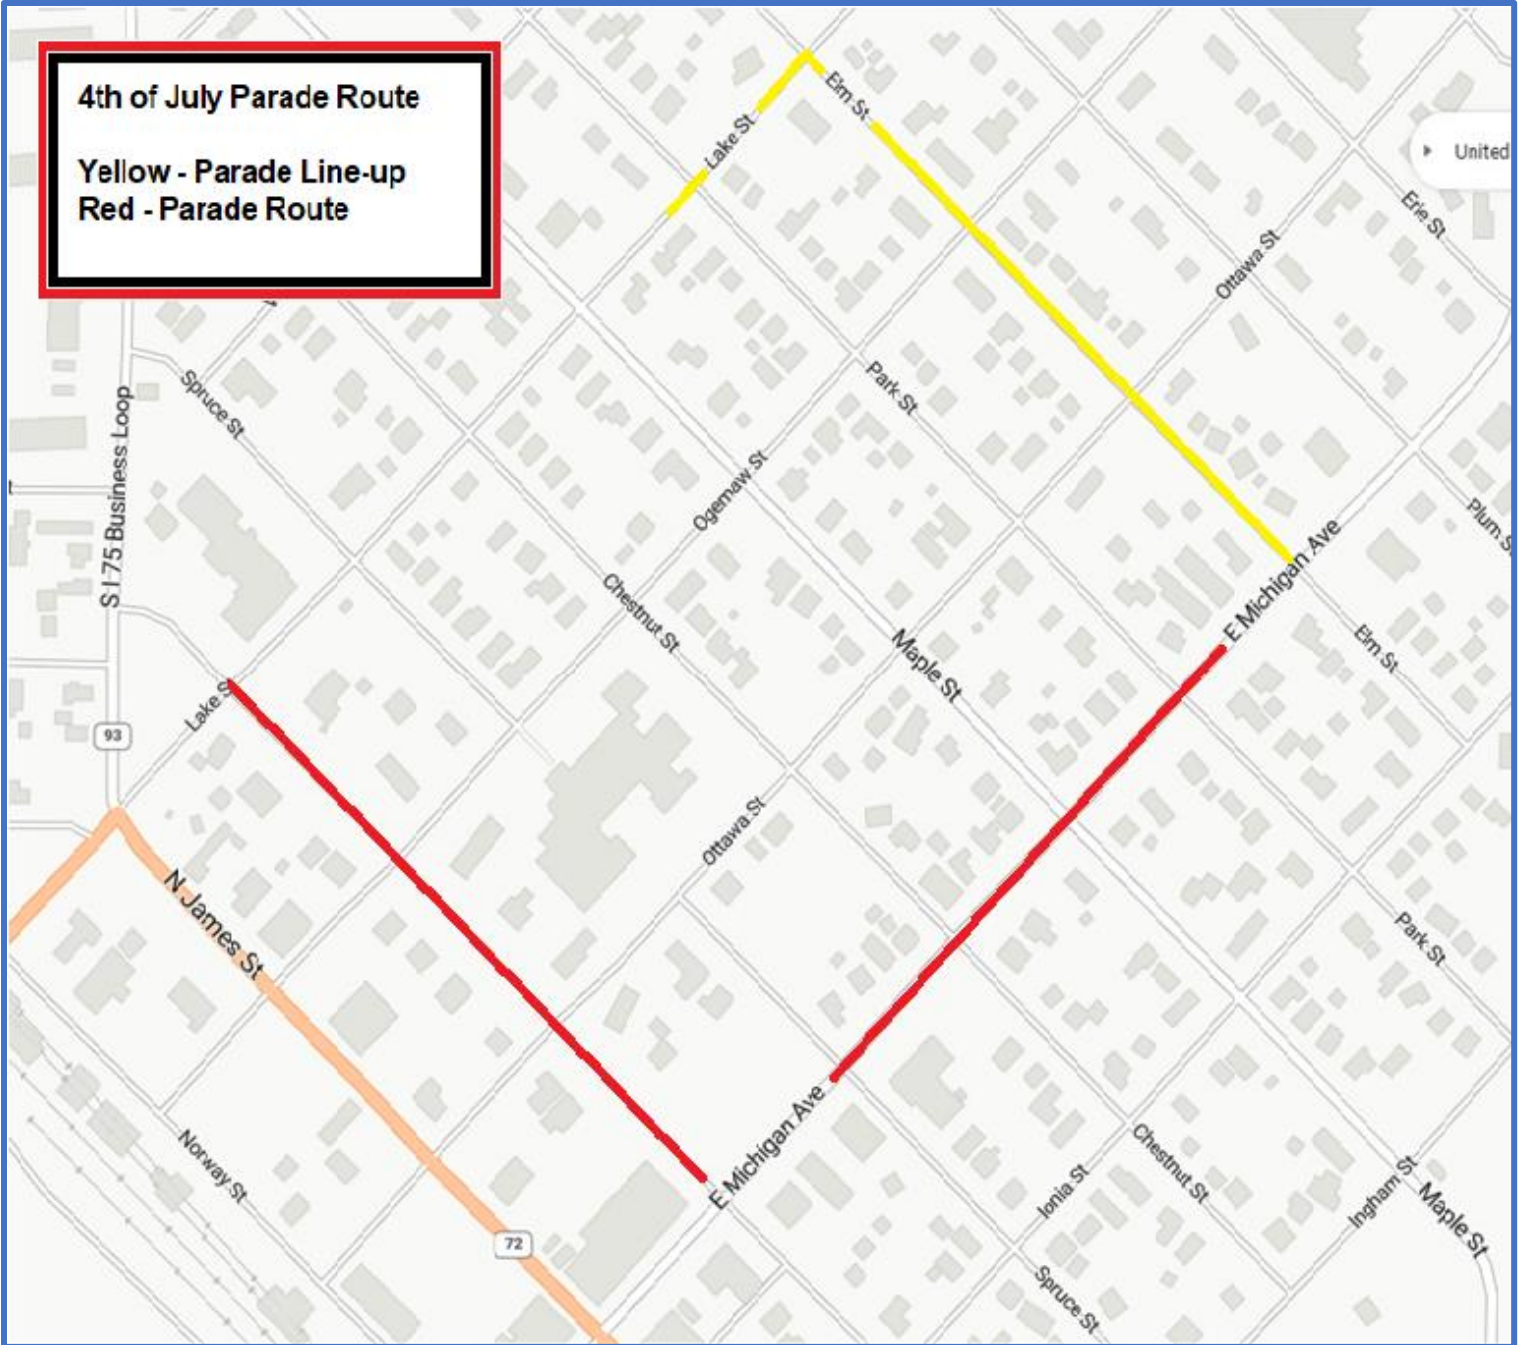 4th of July Parade Route
Yellow - Parade Line-up
Red - Parade Route
Elm St
Lake St
United
Erie St
Ottawa St
Spruce St
Park St
S I 75 Business Loop
Ogemaw St
Plum S
E Michigan Ave
Chestnut St
Maple St
Elm St
Lake S
93
Ottawa St
N James St
Park St
E Michigan Ave
Norway St
Chestnut St
Ionia St
Ingham St
Maple St
72
Spruce St